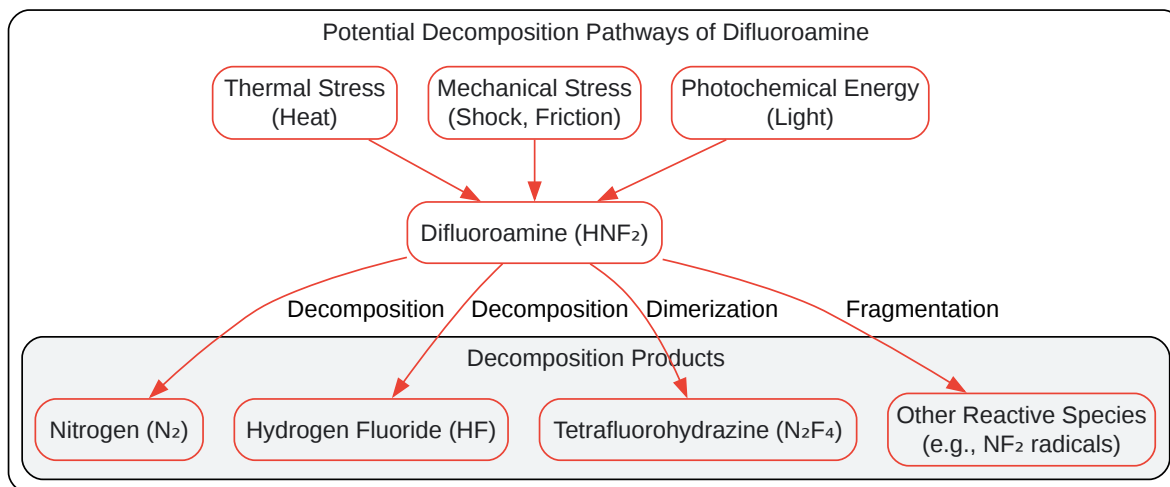 Potential Decomposition Pathways of Difluoroamine
Thermal Stress
(Heat)
Mechanical Stress
(Shock, Friction)
Photochemical Energy
(Light)
Difluoroamine (HNF₂)
Decomposition
Decomposition
Dimerization
Fragmentation
Decomposition Products
Nitrogen (N₂)
Hydrogen Fluoride (HF)
Tetrafluorohydrazine (N₂F₄)
Other Reactive Species
(e.g., NF₂ radicals)